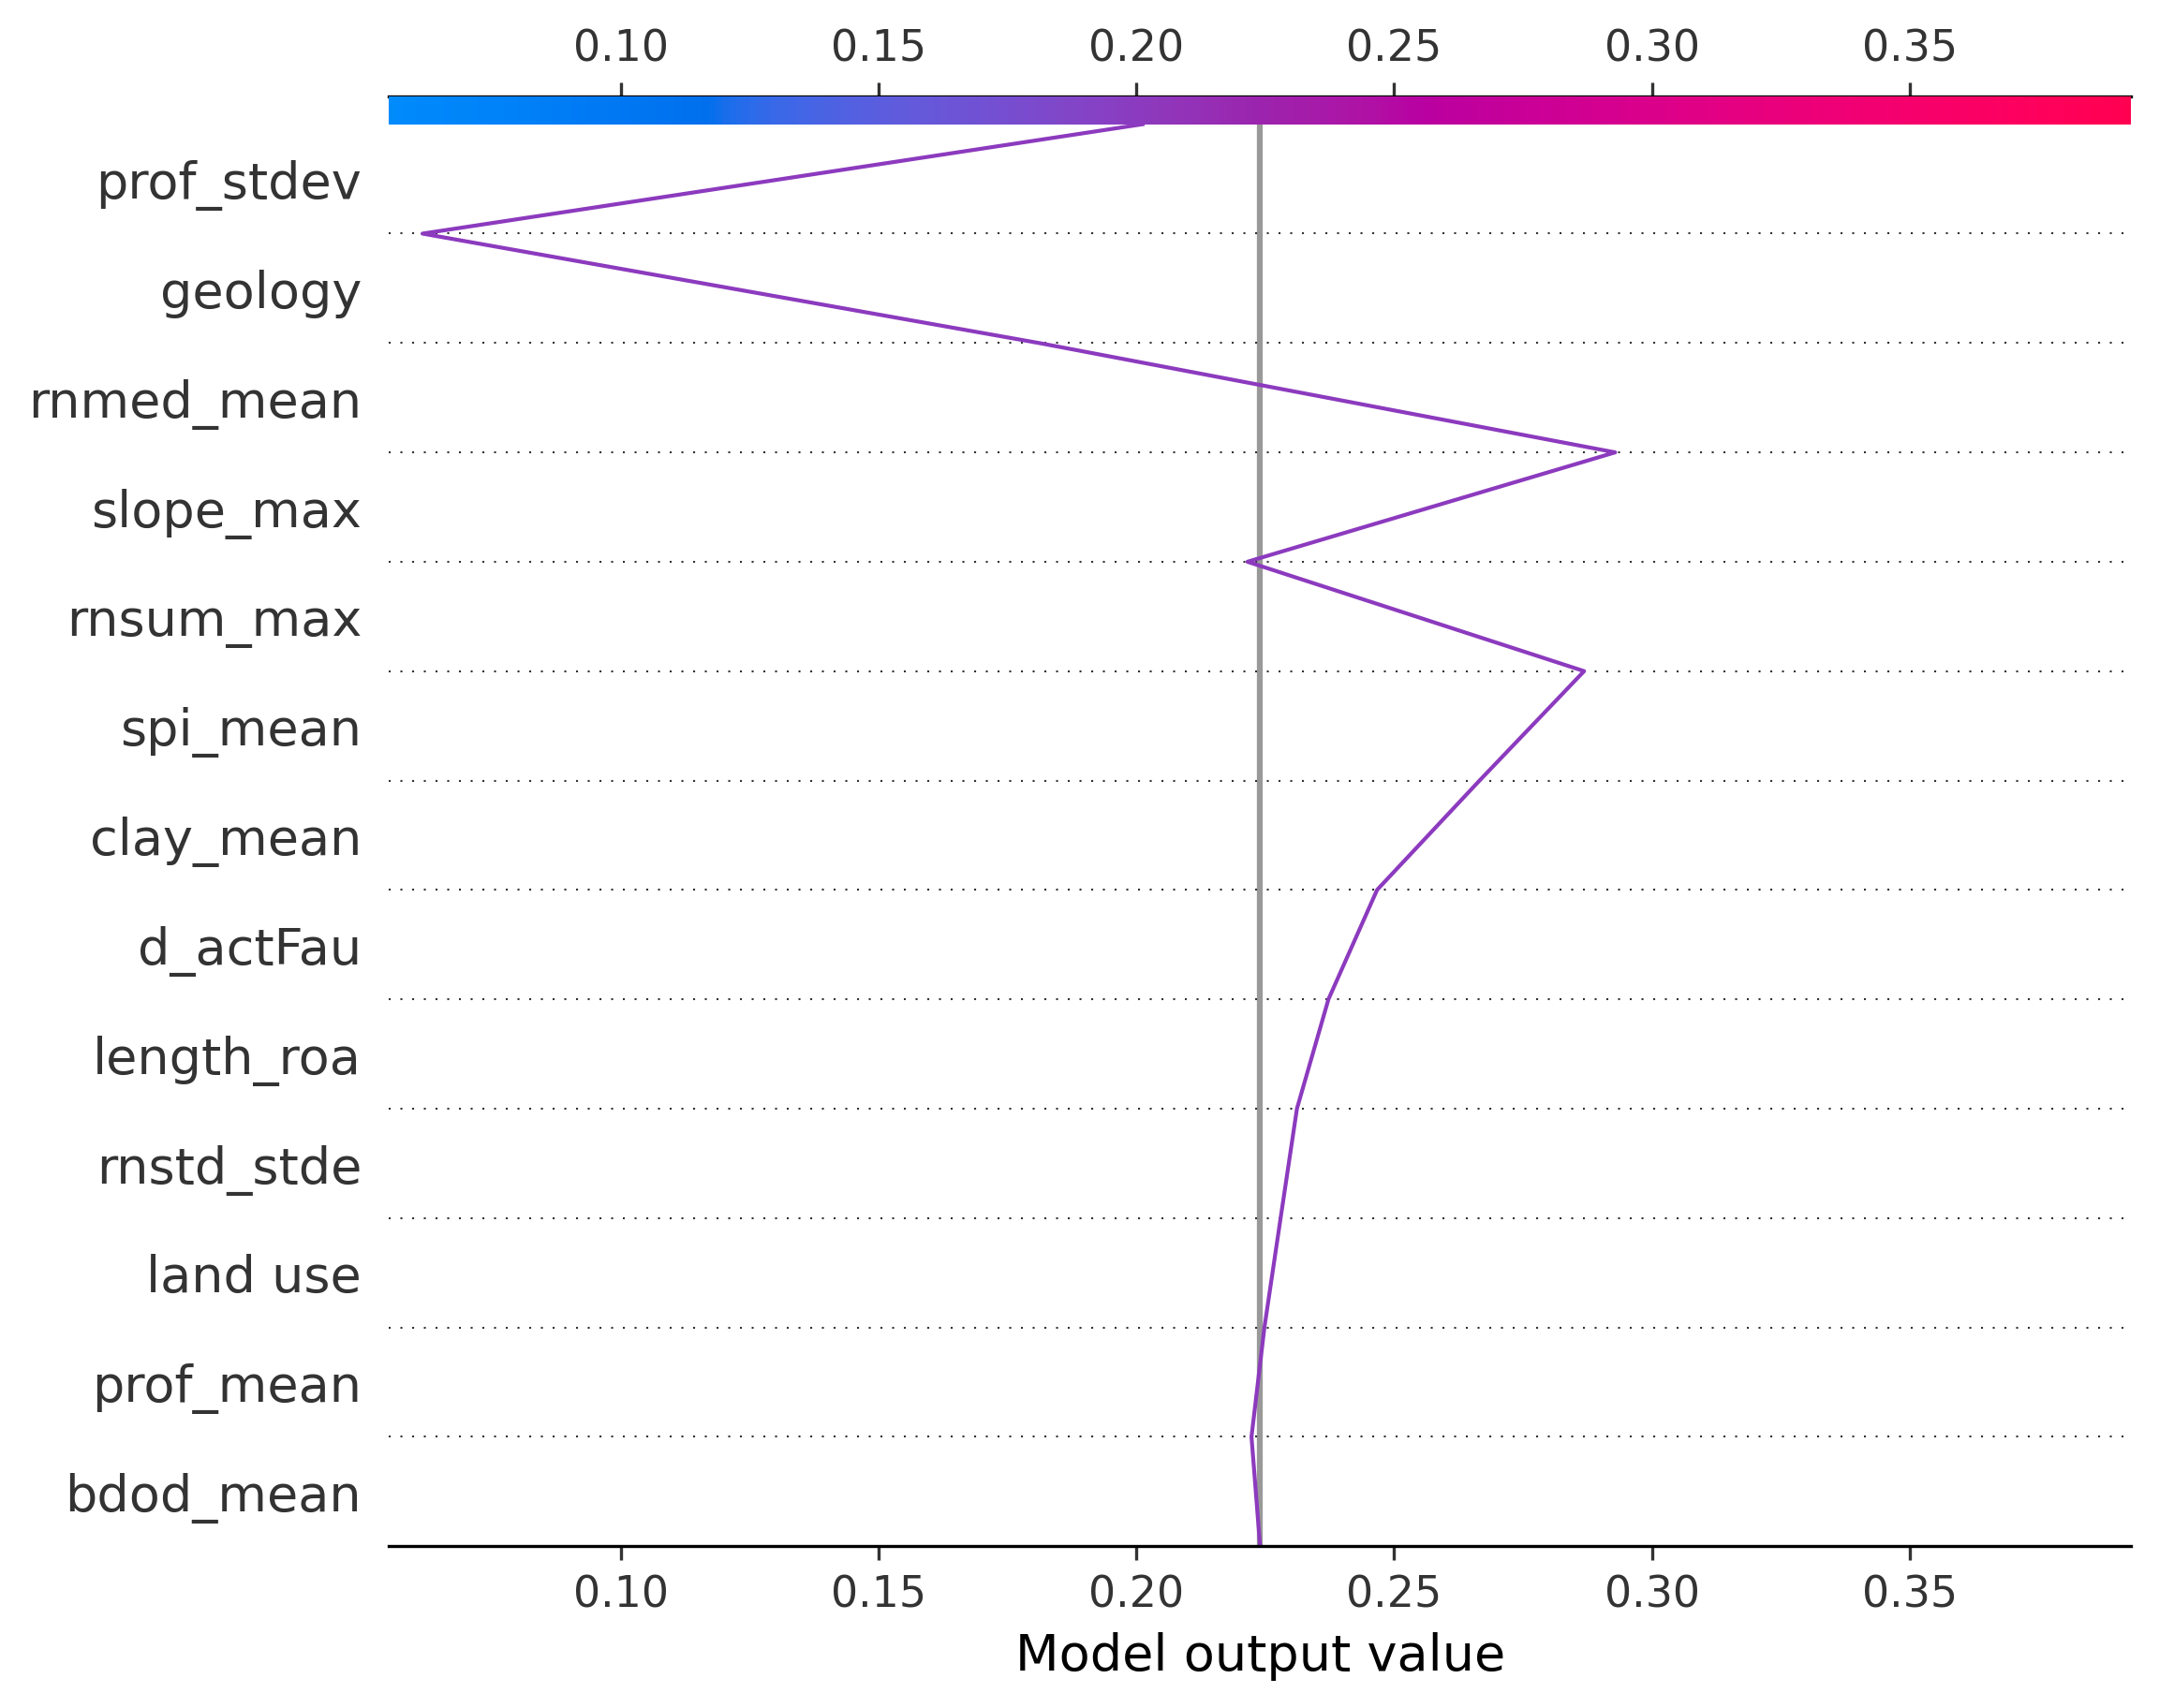 0.10 0.15 0.20 0.25 0.30 0.35
prof_stdev
geology
rnmed_mean
slope_max
rnsum_max
spi_mean
clay_mean
d_actFau
length_roa
rnstd_stde
land use
prof_mean
bdod_mean
0.10 0.15 0.20 0.25 0.30 0.35
Model output value